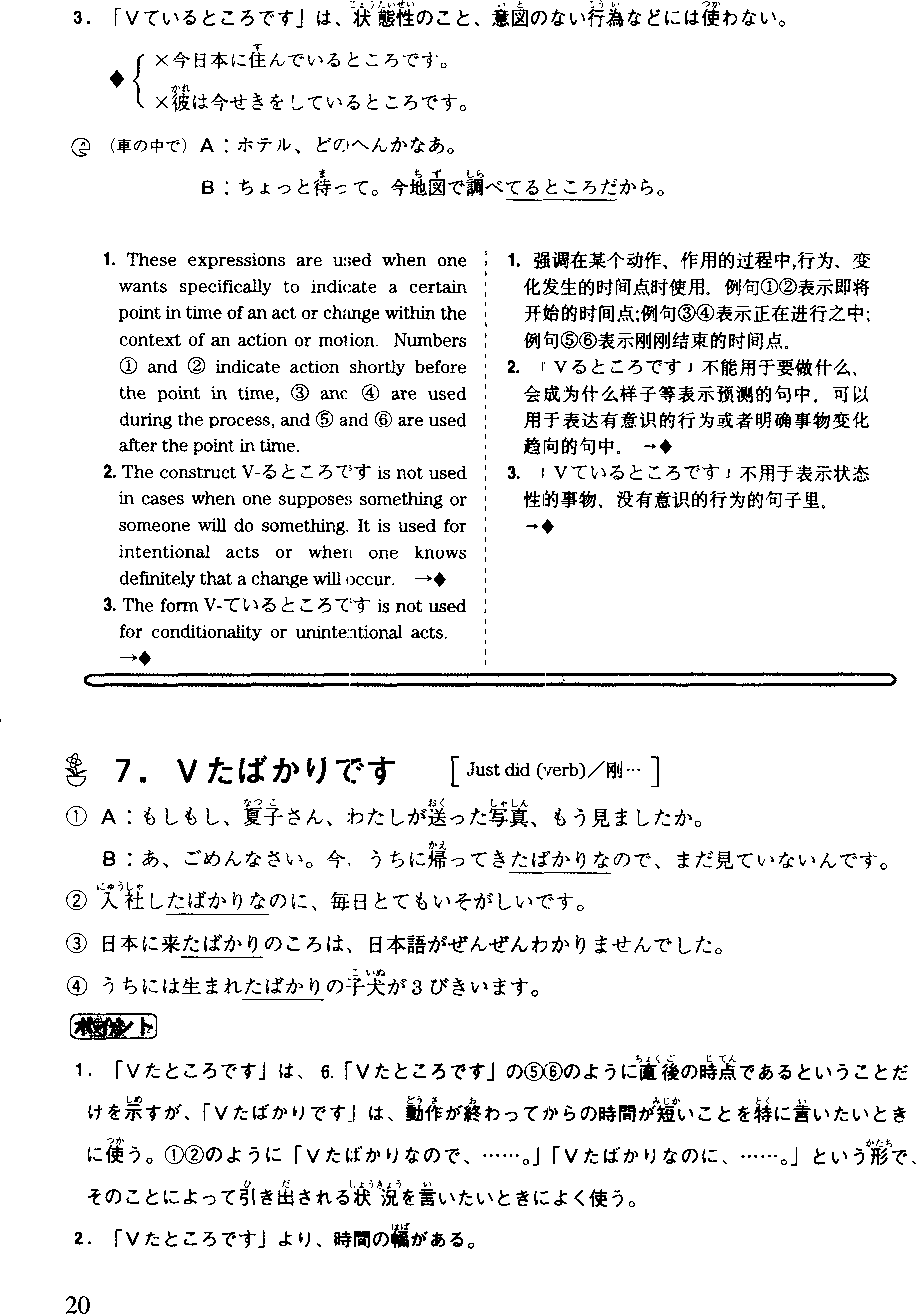 3. 「Vているところです」は、状態性のこと、意図のない行為などには使わない。
◆ ×今日本に住んでいるところです。
×彼は今せきをしているところです。
(車の中で) A：ホテル、どのへんかなあ。
B：ちょっと待って。今地図で調べてるところだから。
1. These expressions are used when one
wants specifically to indicate a certain
point in time of an act or change within the
context of an action or motion. Numbers
① and ② indicate action shortly before
the point in time, ③ and ④ are used
during the process, and ⑤ and ⑥ are used
after the point in time.
2. The construct V-るところです is not used
in cases when one supposes something or
someone will do something. It is used for
intentional acts or when one knows
definitely that a change will occur. →◆
3. The form V-ているところです is not used
for conditionality or unintentional acts.
→◆
1. 强调在某个动作、作用的过程中,行为、变
化发生的时间点时使用。例句①②表示即将
开始的时间点;例句③④表示正在进行之中;
例句⑤⑥表示刚刚结束的时间点。
2. 「Vるところです」不能用于要做什么、
会成为什么样子等表示预测的句中。可以
用于表达有意识的行为或者明确事物变化
趋向的句中。 →◆
3. 「Vているところです」不用于表示状态
性的事物、没有意识的行为的句子里。
→◆
7. Vたばかりです [Just did (verb)／刚…]
① A：もしもし、夏子さん、わたしが送った写真、もう見ましたか。
B：あ、ごめんなさい。今、うちに帰ってきたばかりなので、まだ見ていないんです。
② 入社したばかりなのに、毎日とてもいそがしいです。
③ 日本に来たばかりのころは、日本語がぜんぜんわかりませんでした。
④ うちには生まれたばかりの子犬が3びきいます。
ポイント
1. 「Vたところです」は、6.「Vたところです」の⑤⑥のように直後の時点であるということだ
けを示すが、「Vたばかりです」は、動作が終わってからの時間が短いことを特に言いたいとき
に使う。①②のように「Vたばかりなので、……。」「Vたばかりなのに、……。」という形で、
そのことによって引き出される状況を言いたいときによく使う。
2. 「Vたところです」より、時間の幅がある。
20